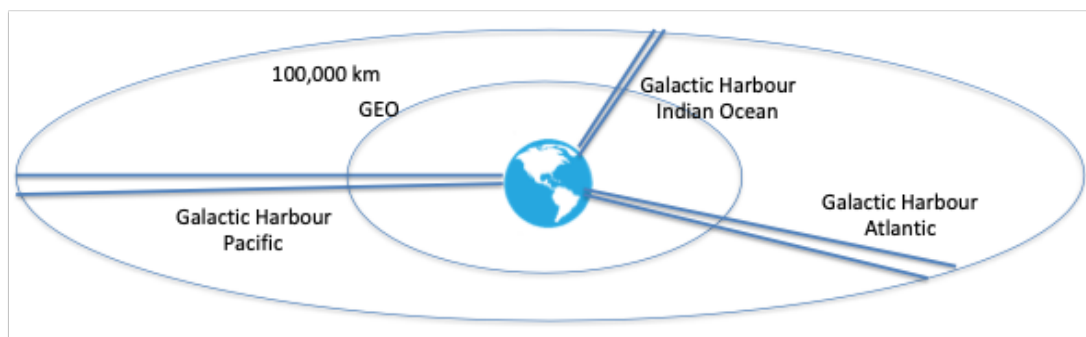 100,000 km
GEO
Galactic Harbour
Indian Ocean
Galactic Harbour
Pacific
Galactic Harbour
Atlantic